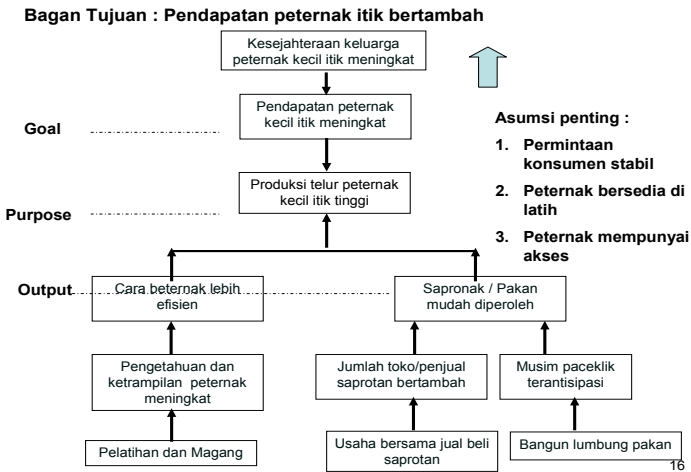 Bagan Tujuan : Pendapatan peternak itik bertambah
Kesejahteraan keluarga
peternak kecil itik meningkat
Goal
Pendapatan peternak
kecil itik meningkat
Asumsi penting :
1. Permintaan
konsumen stabil
2. Peternak bersedia di
latih
3. Peternak mempunyai
akses
Purpose
Produksi telur peternak
kecil itik tinggi
Output
Cara beternak lebih
efisien
Sapronak / Pakan
mudah diperoleh
Pengetahuan dan
ketrampilan peternak
meningkat
Jumlah toko/penjual
saprotan bertambah
Musim paceklik
terantisipasi
Pelatihan dan Magang
Usaha bersama jual beli
saprotan
Bangun lumbung pakan
16